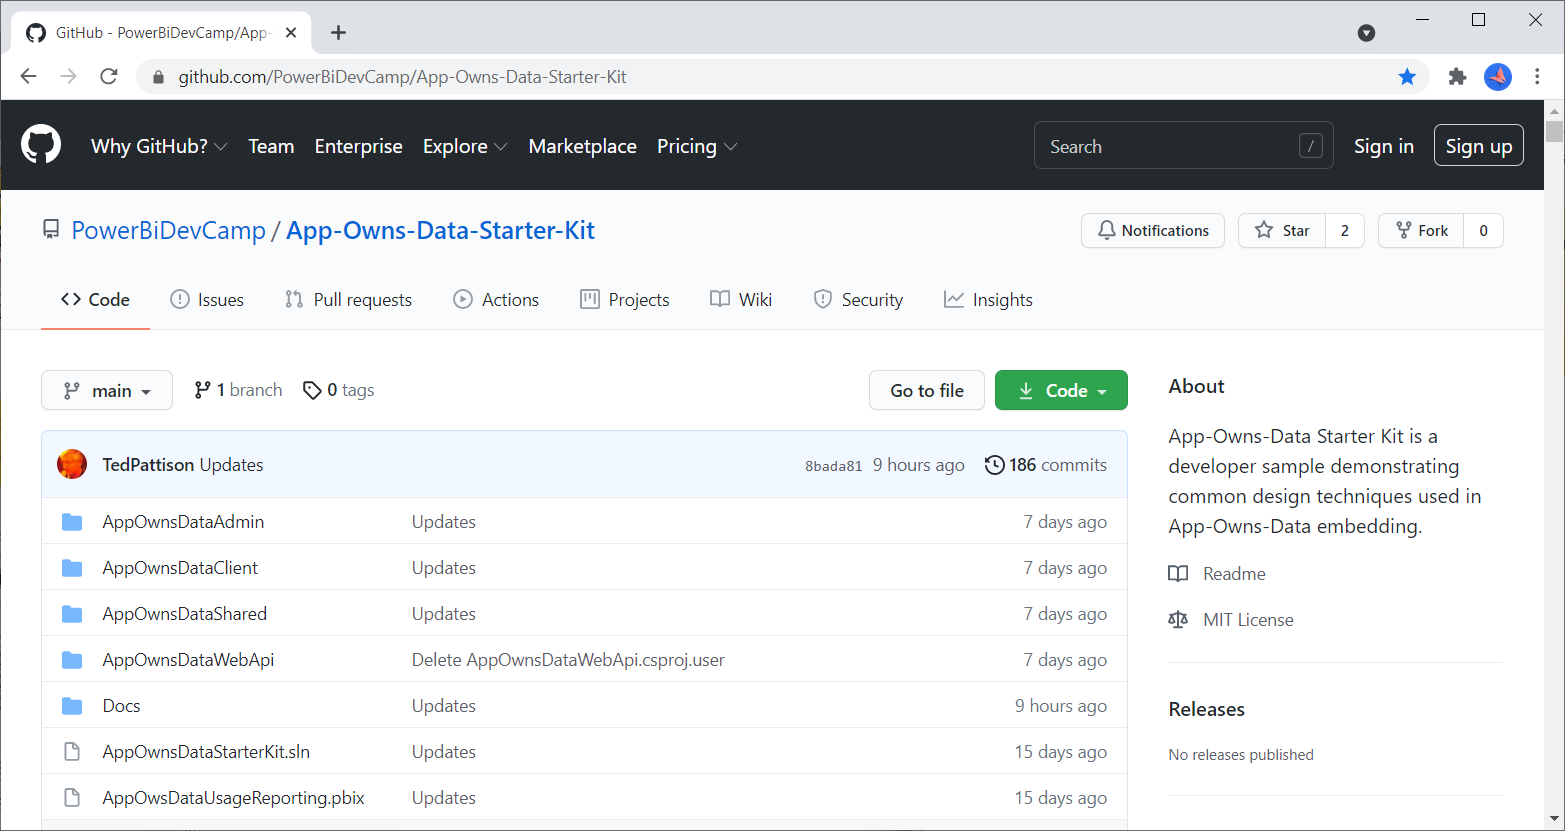 GitHub - PowerBiDevCamp/App-
github.com/PowerBiDevCamp/App-Owns-Data-Starter-Kit
Why GitHub? Team Enterprise Explore Marketplace Pricing Search / Sign in Sign up
PowerBiDevCamp / App-Owns-Data-Starter-Kit Notifications Star 2 Fork 0
Code Issues Pull requests Actions Projects Wiki Security Insights
main 1 branch 0 tags Go to file Code
TedPattison Updates 8bada81 9 hours ago 186 commits
AppOwnsDataAdmin Updates 7 days ago
AppOwnsDataClient Updates 7 days ago
AppOwnsDataShared Updates 7 days ago
AppOwnsDataWebApi Delete AppOwnsDataWebApi.csproj.user 7 days ago
Docs Updates 9 hours ago
AppOwnsDataStarterKit.sln Updates 15 days ago
AppOwsDataUsageReporting.pbix Updates 15 days ago
About
App-Owns-Data Starter Kit is a
developer sample demonstrating
common design techniques used in
App-Owns-Data embedding.
Readme
MIT License
Releases
No releases published